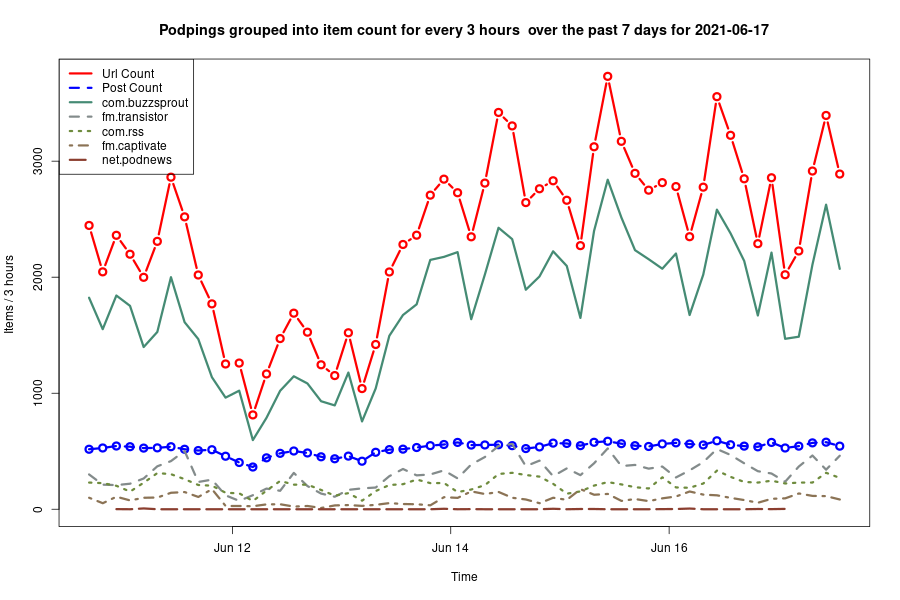 Podpings grouped into item count for every 3 hours  over the past 7 days for 2021-06-17
Url Count
Post Count
com.buzzsprout
fm.transistor
com.rss
fm.captivate
net.podnews
Items / 3 hours
3000
2000
1000
0
Jun 12
Jun 14
Jun 16
Time